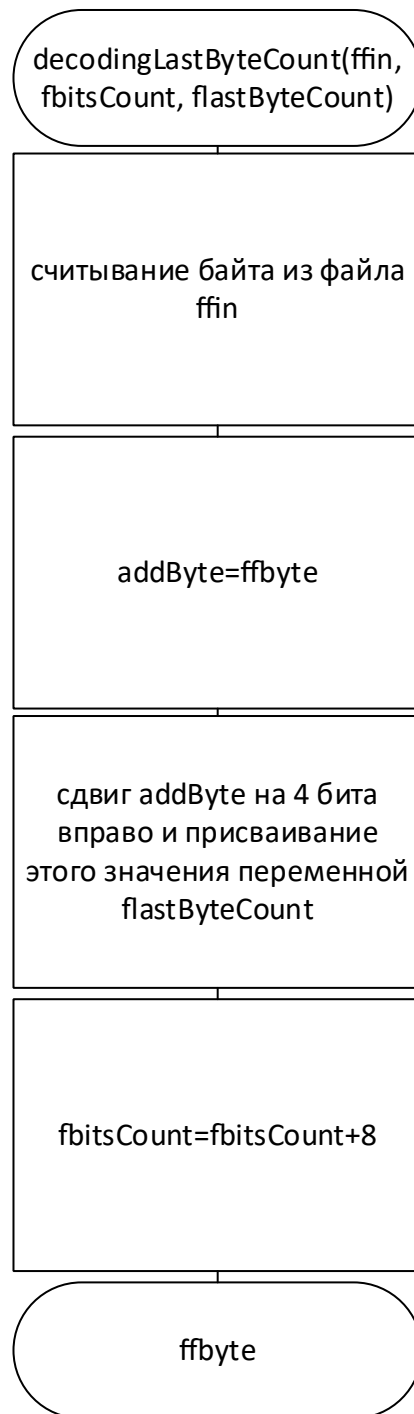 decodingLastByteCount(ffin,
fbitsCount, flastByteCount)
считывание байта из файла
ffin
addByte=ffbyte
сдвиг addByte на 4 бита
вправо и присваивание
этого значения переменной
flastByteCount
fbitsCount=fbitsCount+8
ffbyte